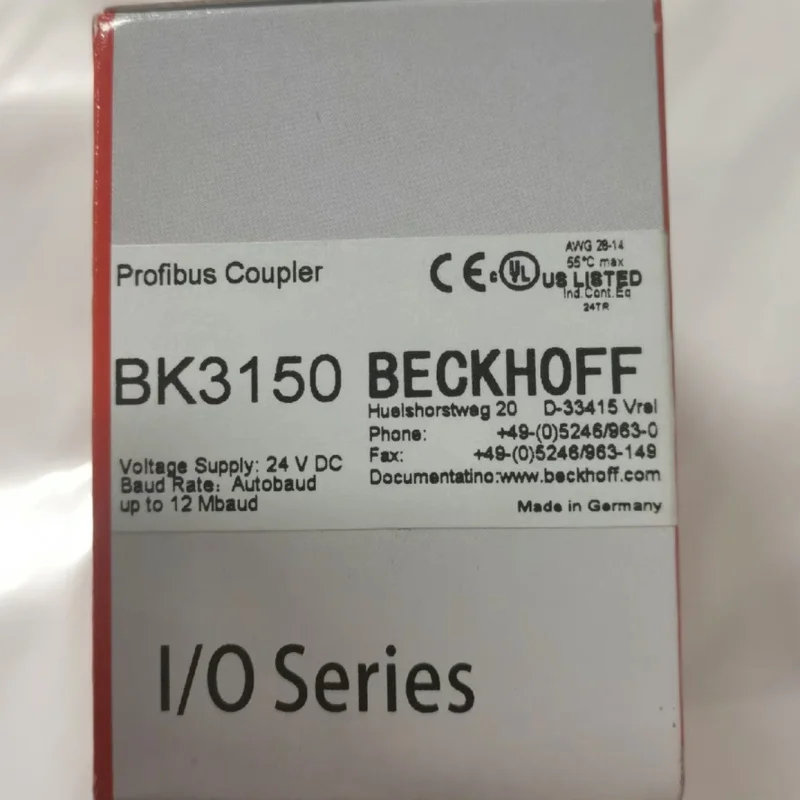 AWG 28-14
55°C max
Profibus Coupler
CE c UL US LISTED
Ind.Cont.Eq
24TR
BK3150 BECKHOFF
Huelshorstweg 20 D-33415 Vrel
Phone: +49-(0)5246/963-0
Fax: +49-(0)5246/963-149
Documentatino:www.beckhoff.com
Made in Germany
Voltage Supply: 24 V DC
Baud Rate: Autobaud
up to 12 Mbaud
I/O Series